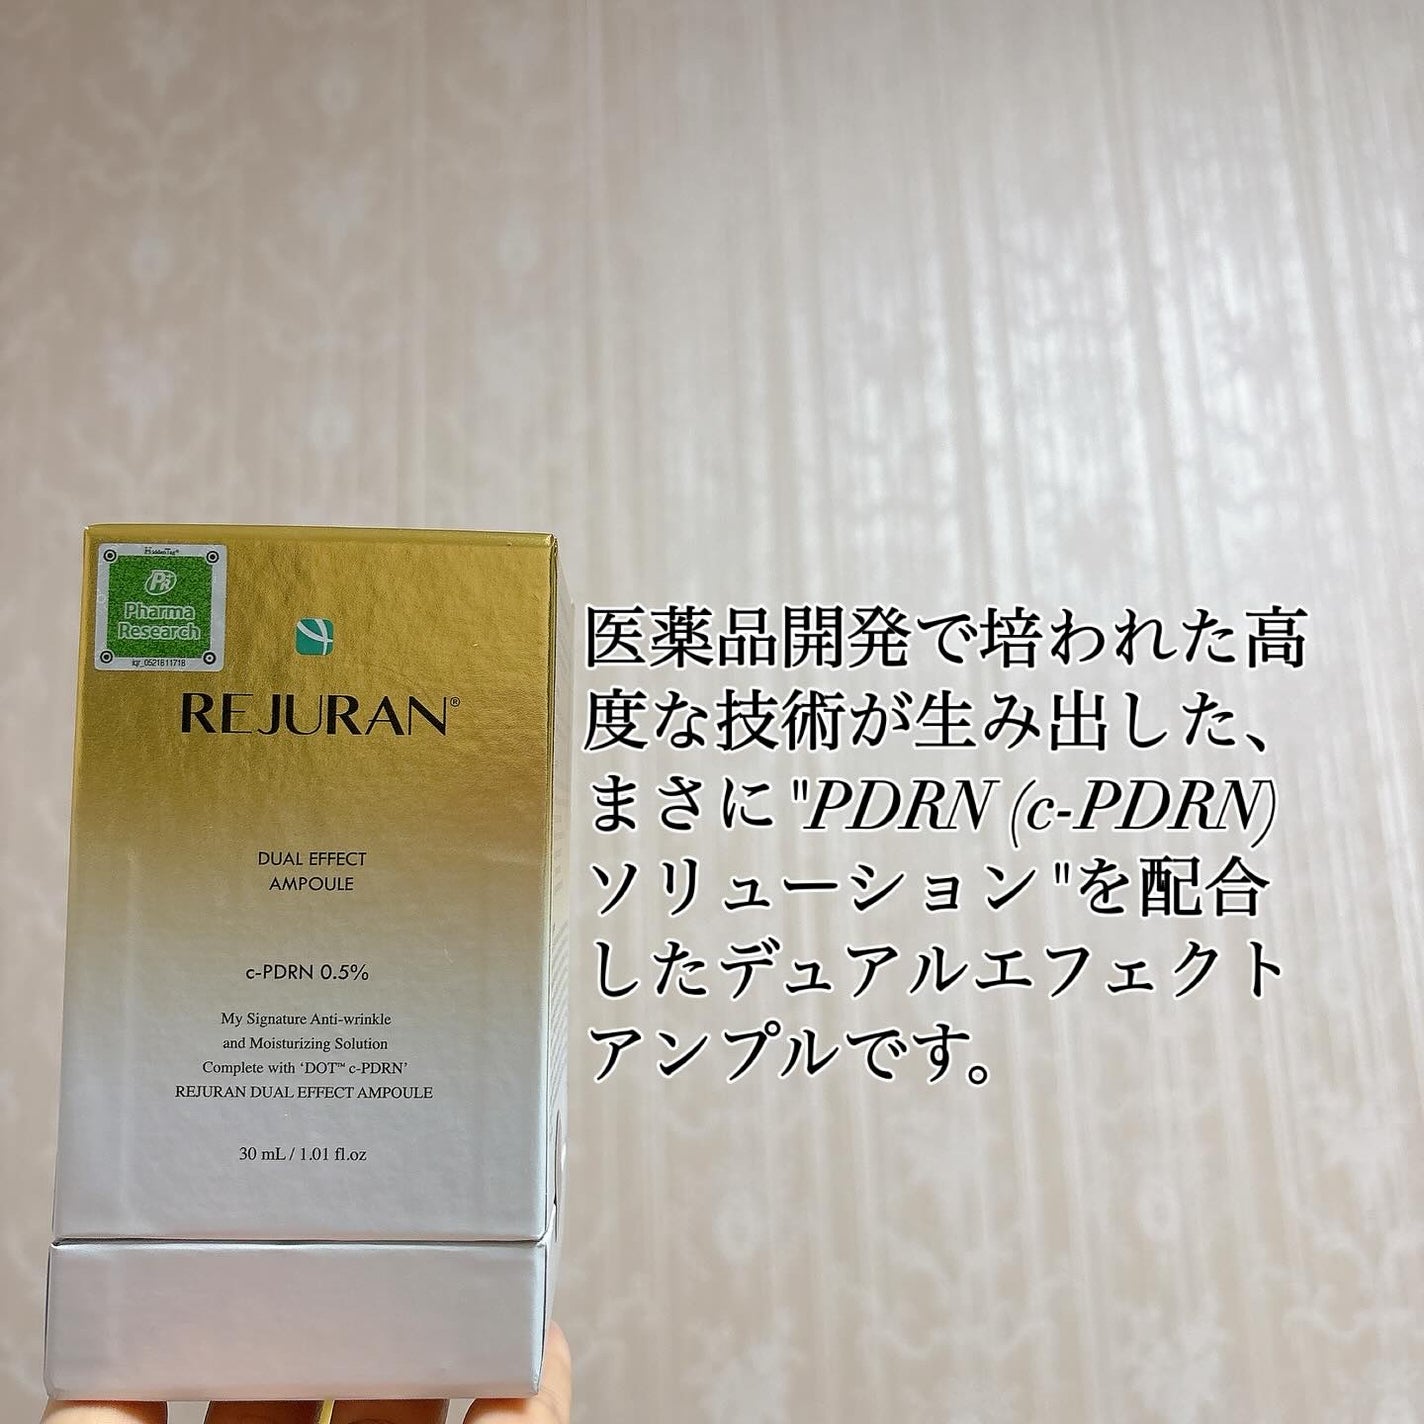 HiddenTag®
PR
Pharma
Research
iqr_0521811718
REJURAN®
DUAL EFFECT
AMPOULE
c-PDRN 0.5%
My Signature Anti-wrinkle
and Moisturizing Solution
Complete with ‘DOT™ c-PDRN’
REJURAN DUAL EFFECT AMPOULE
30 mL / 1.01 fl.oz
医薬品開発で培われた高
度な技術が生み出した、
まさに"PDRN (c-PDRN)
ソリューション"を配合
したデュアルエフェクト
アンプルです。